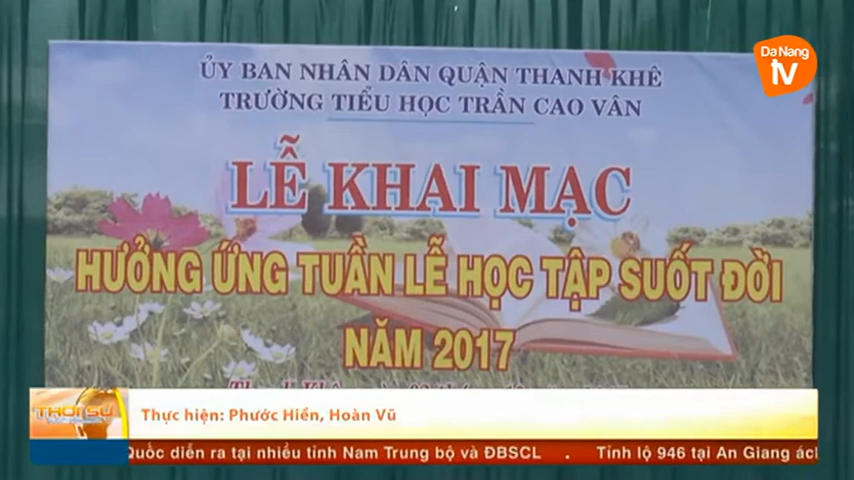 Da Nang
tv
ỦY BAN NHÂN DÂN QUẬN THANH KHÊ
TRƯỜNG TIỂU HỌC TRẦN CAO VÂN
LỄ KHAI MẠC
HƯỞNG ỨNG TUẦN LỄ HỌC TẬP SUỐT ĐỜI
NĂM 2017
THỜI SỰ
Thực hiện: Phước Hiền, Hoàn Vũ
Quốc diễn ra tại nhiều tỉnh Nam Trung bộ và ĐBSCL . Tỉnh lộ 946 tại An Giang ách